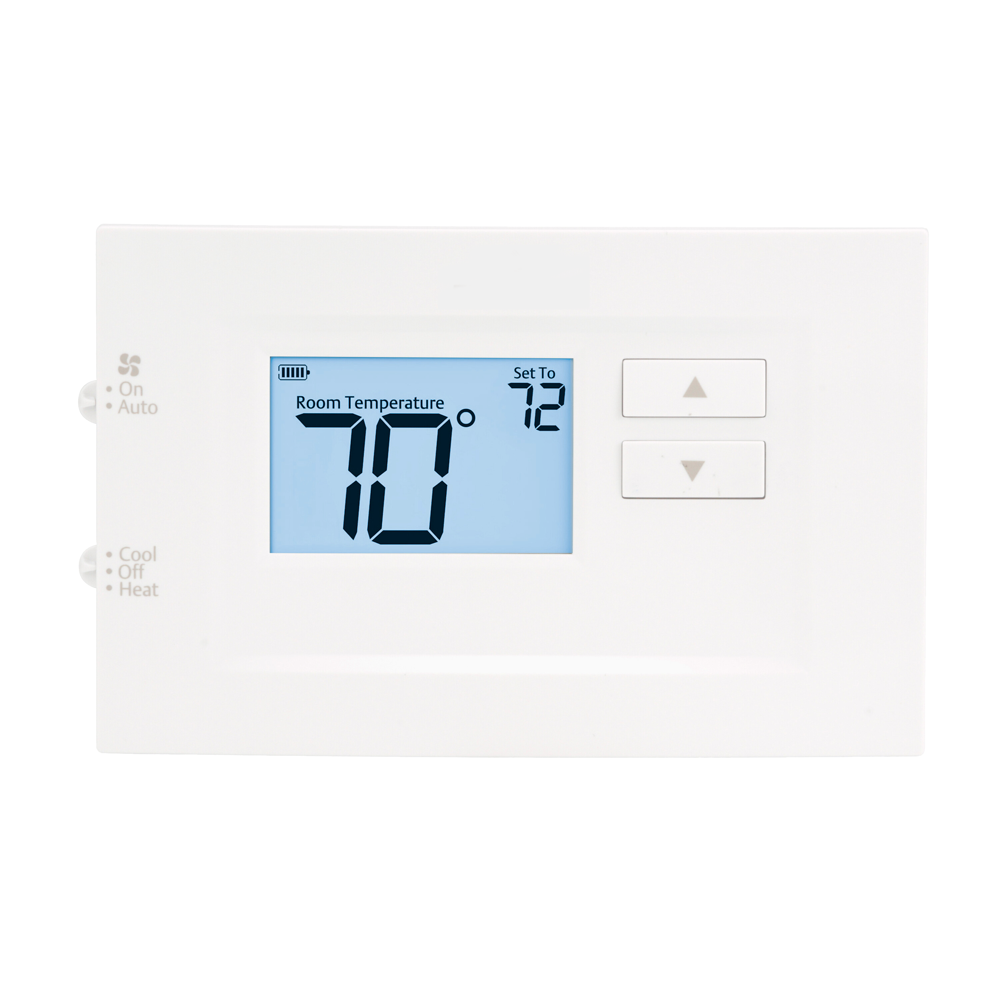 Set To
72
Room Temperature
70°
• On
• Auto
• Cool
• Off
• Heat